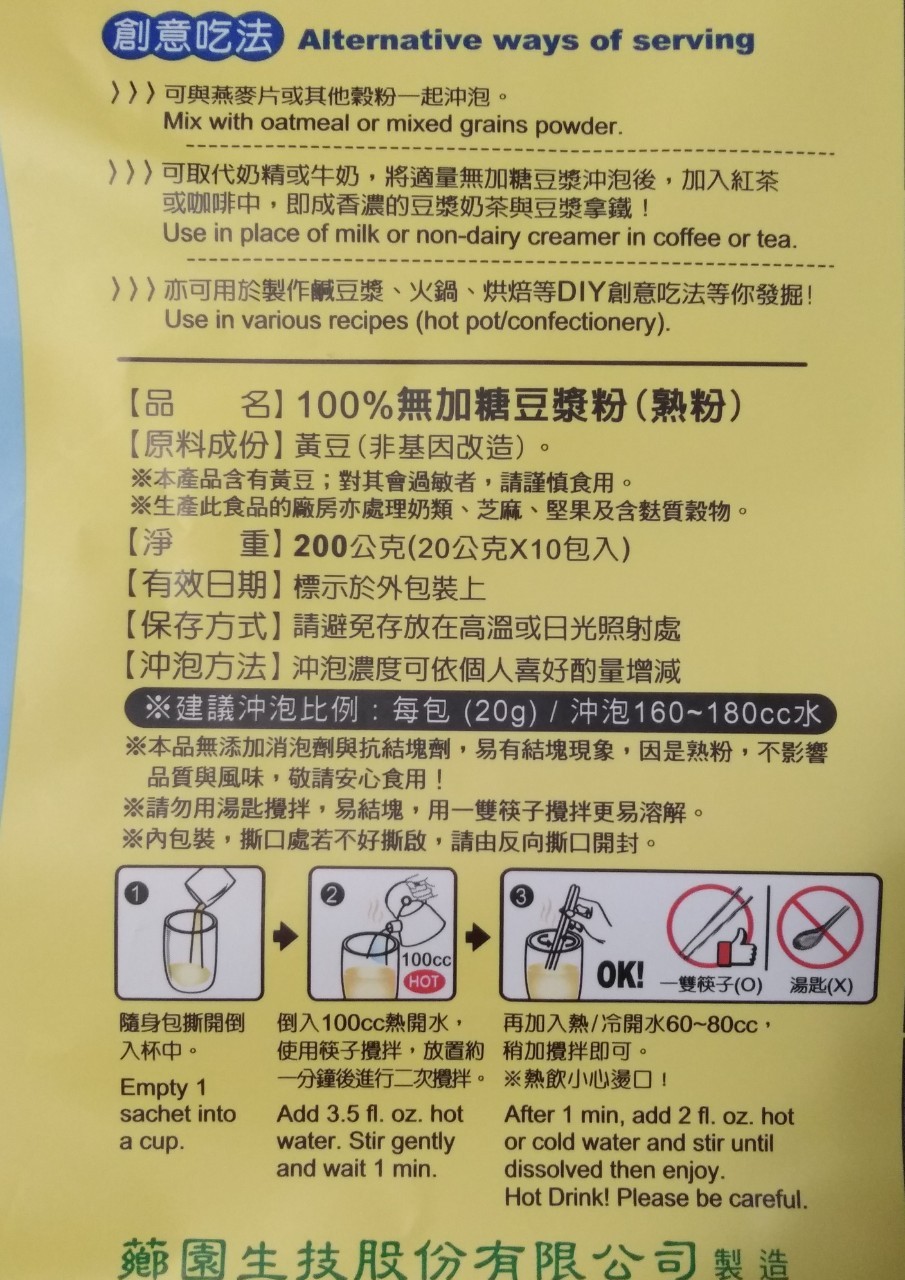 創意吃法 Alternative ways of serving
〉〉〉可與燕麥片或其他穀粉一起沖泡。
Mix with oatmeal or mixed grains powder.
〉〉〉可取代奶精或牛奶，將適量無加糖豆漿沖泡後，加入紅茶
或咖啡中，即成香濃的豆漿奶茶與豆漿拿鐵！
Use in place of milk or non-dairy creamer in coffee or tea.
〉〉〉亦可用於製作鹹豆漿、火鍋、烘焙等DIY創意吃法等你發掘!
Use in various recipes (hot pot/confectionery).
【品 名】100%無加糖豆漿粉（熟粉）
【原料成份】黃豆（非基因改造）。
※本產品含有黃豆；對其會過敏者，請謹慎食用。
※生產此食品的廠房亦處理奶類、芝麻、堅果及含麩質穀物。
【淨 重】200公克(20公克X10包入)
【有效日期】標示於外包裝上
【保存方式】請避免存放在高溫或日光照射處
【沖泡方法】沖泡濃度可依個人喜好酌量增減
※建議沖泡比例：每包 (20g) / 沖泡160~180cc水
※本品無添加消泡劑與抗結塊劑，易有結塊現象，因是熟粉，不影響
品質與風味，敬請安心食用！
※請勿用湯匙攪拌，易結塊，用一雙筷子攪拌更易溶解。
※內包裝，撕口處若不好撕啟，請由反向撕口開封。
1
2
100cc
HOT
3
OK!
一雙筷子(O)
湯匙(X)
隨身包撕開倒
入杯中。
Empty 1
sachet into
a cup.
倒入100cc熱開水，
使用筷子攪拌，放置約
一分鐘後進行二次攪拌。
Add 3.5 fl. oz. hot
water. Stir gently
and wait 1 min.
再加入熱/冷開水60~80cc，
稍加攪拌即可。
※熱飲小心燙口！
After 1 min, add 2 fl. oz. hot
or cold water and stir until
dissolved then enjoy.
Hot Drink! Please be careful.
薌園生技股份有限公司 製造